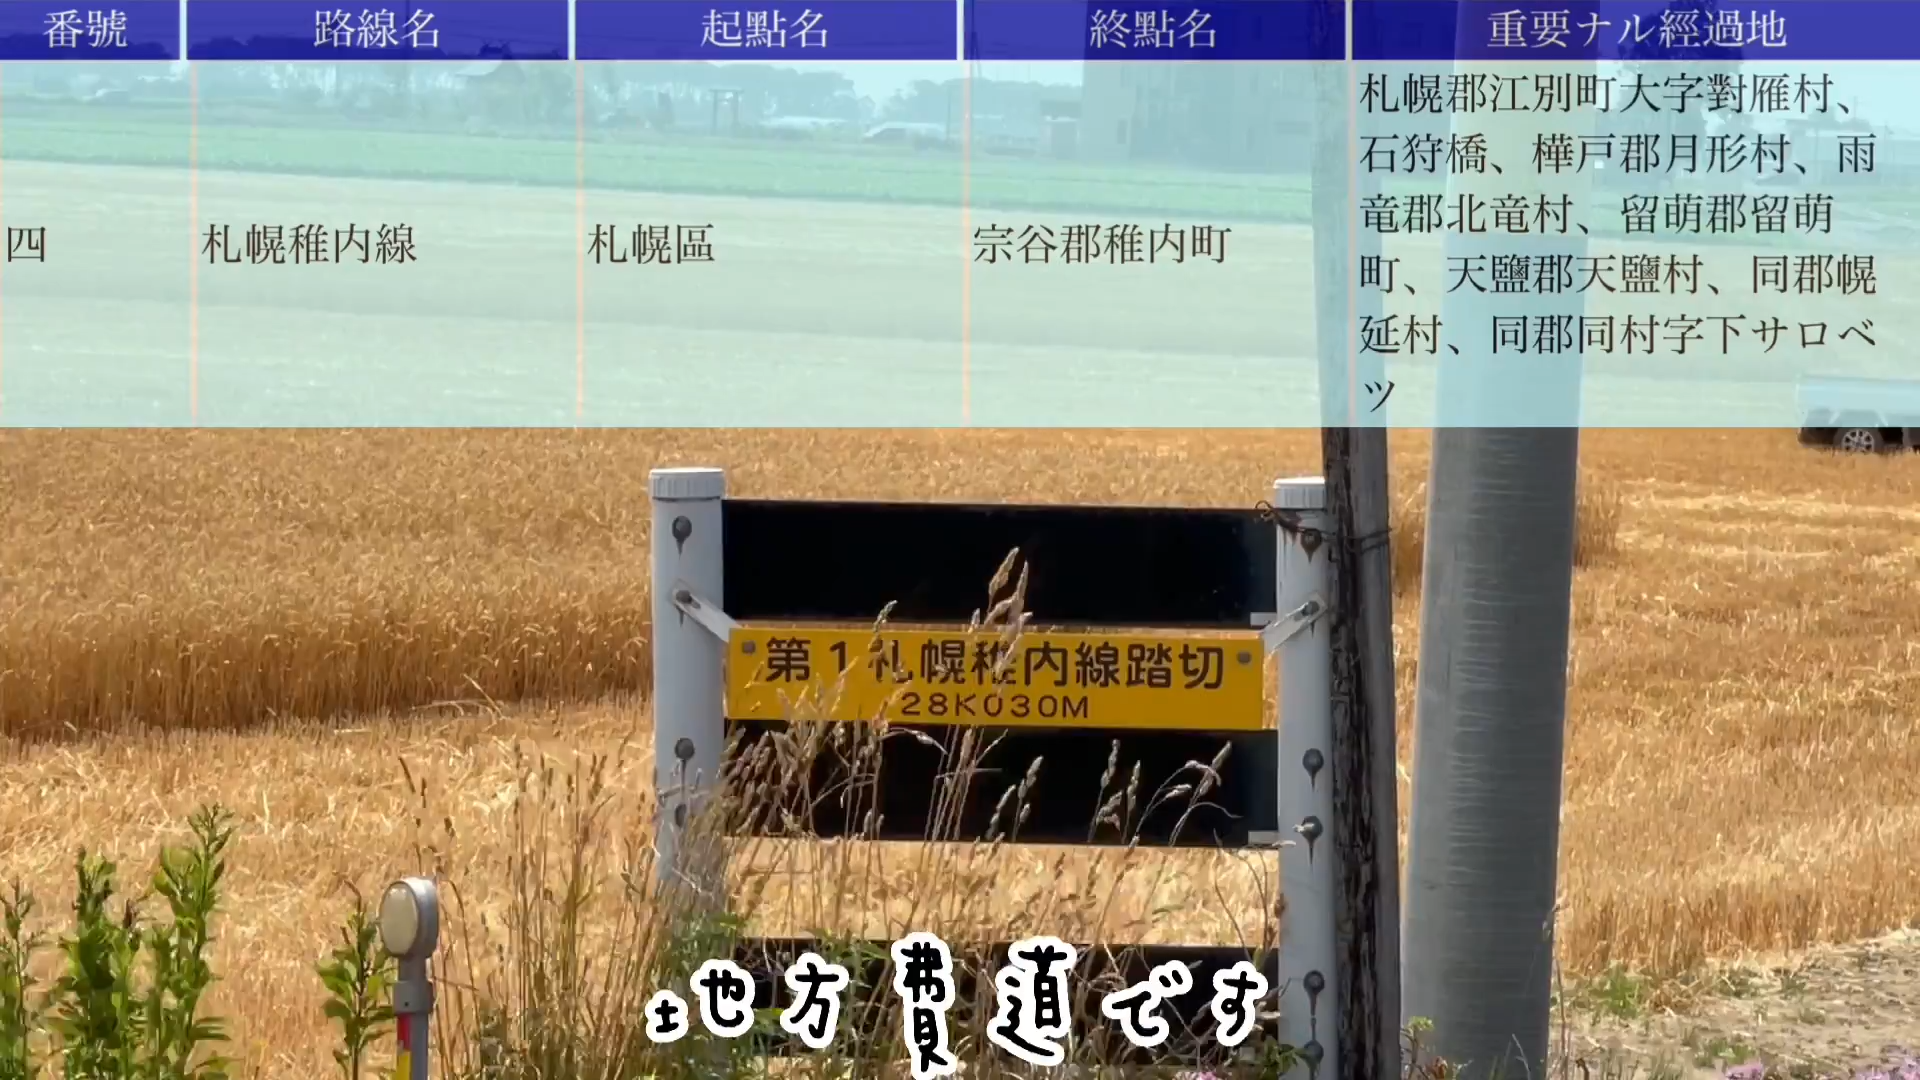 番號 路線名 起點名 終點名 重要ナル經過地
四 札幌稚内線 札幌區 宗谷郡稚内町
札幌郡江別町大字對雁村、
石狩橋、樺戸郡月形村、雨
竜郡北竜村、留萌郡留萌
町、天鹽郡天鹽村、同郡幌
延村、同郡同村字下サロベ
ツ
第1札幌稚内線踏切
28K030M
地方費道です